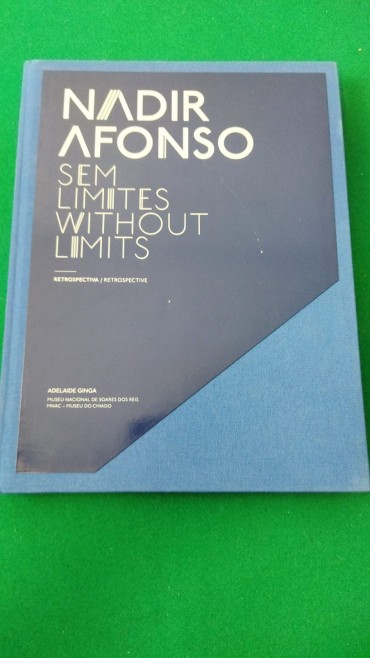 NADIR
AFONSO
SEM
LIMITES
WITHOUT
LIMITS
RETROSPECTIVA / RETROSPECTIVE
ADELAIDE GINGA
MUSEU NACIONAL DE SOARES DOS REIS
MNAC – MUSEU DO CHIADO